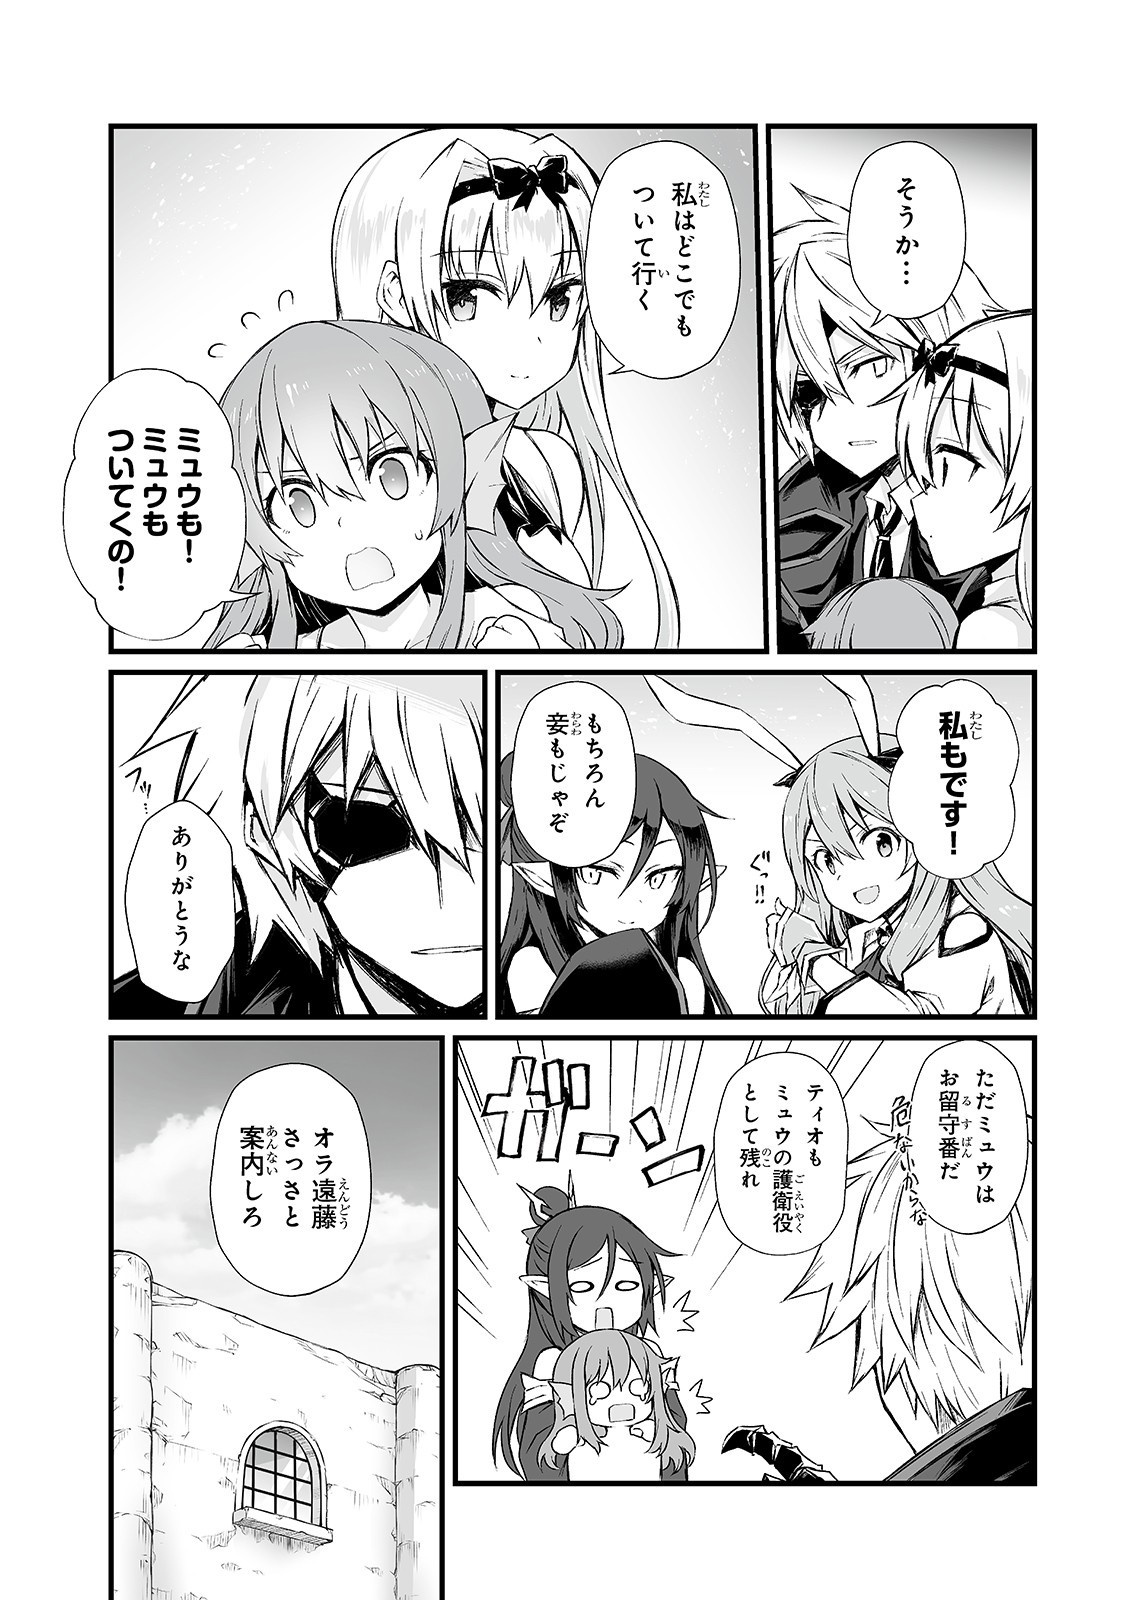 そうか…
私はどこでも
ついて行く
ミュウも!
ミュウも
ついてくの!
私もです!
ぐっ!!
もちろん
妾もじゃぞ
フッ…
ありがとうな
ただミュウは
お留守番だ
危ないからな
ティオも
ミュウの護衛役
として残れ
ガーン
オラ遠藤
さっさと
案内しろ